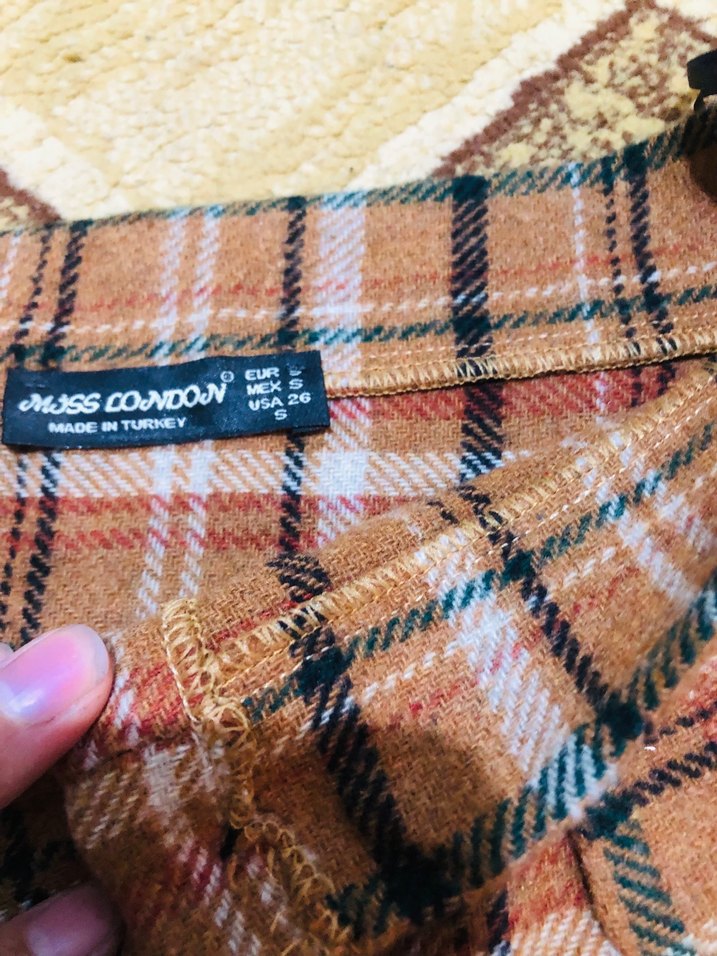 MISS LONDON®
MADE IN TURKEY
EUR S
MEX S
USA 26
S